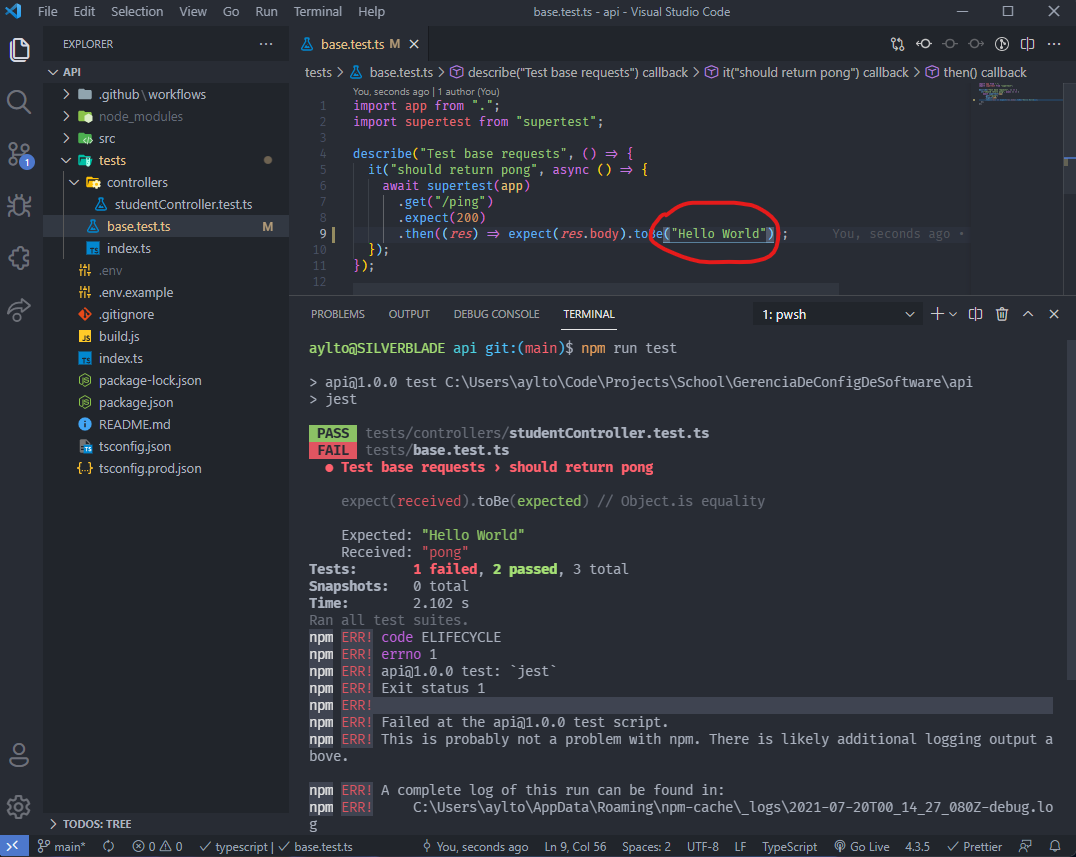 File Edit Selection View Go Run Terminal Help base.test.ts - api - Visual Studio Code
EXPLORER
API
.github \ workflows
node_modules
src
tests
controllers
studentController.test.ts
base.test.ts M
index.ts
.env
.env.example
.gitignore
build.js
index.ts
package-lock.json
package.json
README.md
tsconfig.json
tsconfig.prod.json
TODOS: TREE
1
base.test.ts M
tests > base.test.ts > describe("Test base requests") callback > it("should return pong") callback > then() callback
You, seconds ago | 1 author (You)
1 import app from ".";
2 import supertest from "supertest";
3
4 describe("Test base requests", () => {
5 it("should return pong", async () => {
6 await supertest(app)
7 .get("/ping")
8 .expect(200)
9 .then((res) => expect(res.body).toBe("Hello World")); You, seconds ago •
10 });
11 });
12
PROBLEMS OUTPUT DEBUG CONSOLE TERMINAL 1: pwsh
aylto@SILVERBLADE api git:(main)$ npm run test
> api@1.0.0 test C:\Users\aylto\Code\Projects\School\GerenciaDeConfigDeSoftware\api
> jest
PASS tests/controllers/studentController.test.ts
FAIL tests/base.test.ts
● Test base requests › should return pong
expect(received).toBe(expected) // Object.is equality
Expected: "Hello World"
Received: "pong"
Tests: 1 failed, 2 passed, 3 total
Snapshots: 0 total
Time: 2.102 s
Ran all test suites.
npm ERR! code ELIFECYCLE
npm ERR! errno 1
npm ERR! api@1.0.0 test: `jest`
npm ERR! Exit status 1
npm ERR!
npm ERR! Failed at the api@1.0.0 test script.
npm ERR! This is probably not a problem with npm. There is likely additional logging output a
bove.
npm ERR! A complete log of this run can be found in:
npm ERR! C:\Users\aylto\AppData\Roaming\npm-cache\_logs\2021-07-20T00_14_27_080Z-debug.lo
g
main* 0 0 typescript | base.test.ts You, seconds ago Ln 9, Col 56 Spaces: 2 UTF-8 LF TypeScript Go Live 4.3.5 Prettier